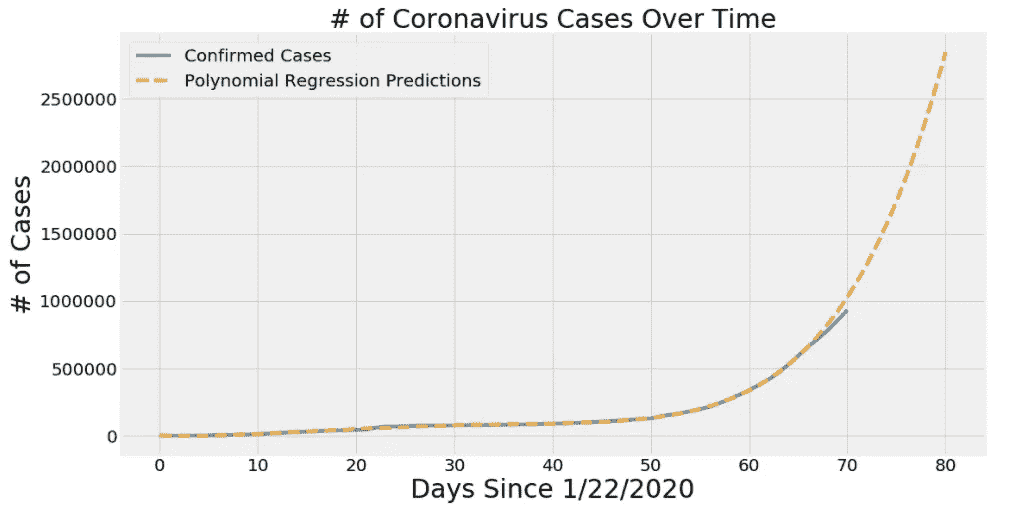 # of Coronavirus Cases Over Time
Confirmed Cases
Polynomial Regression Predictions
2500000
2000000
1500000
1000000
500000
0
# of Cases
0 10 20 30 40 50 60 70 80
Days Since 1/22/2020